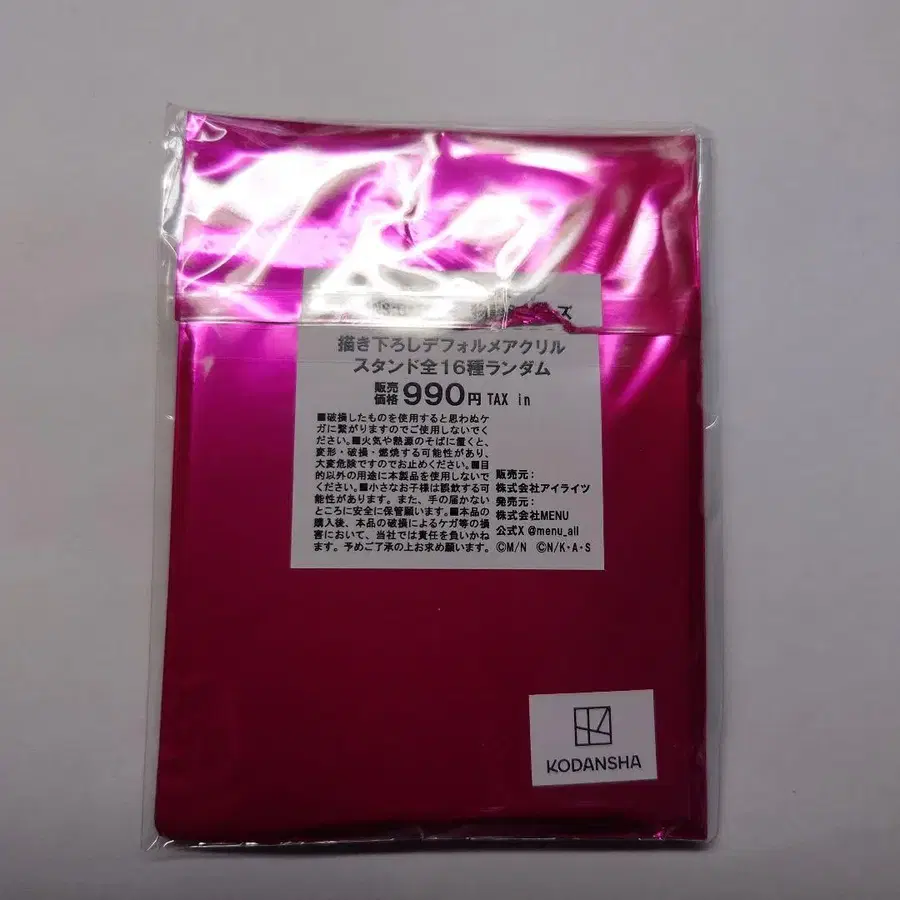 描き下ろしデフォルメアクリル
スタンド全16種ランダム
販売
価格 990円 TAX in
■破損したものを使用すると思わぬケ
ガに繋がりますのでご使用しないでく
ださい。■火気や熱源のそばに置くと、
変形・破損・燃焼する可能性があり、
大変危険ですのでお止めください。■目
的以外の用途に本製品を使用しないで
ください。■小さなお子様は誤飲する可
能性があります。また、手の届かない
ところに安全に保管願います。■本品の
購入後、本品の破損によるケガ等の損
害において、当社では責任を負いかね
ます。予めご了承の上お求め願います。
販売元:
株式会社アイライツ
発売元:
株式会社MENU
公式X @menu_all
©M/N ©N/K・A・S
KODANSHA